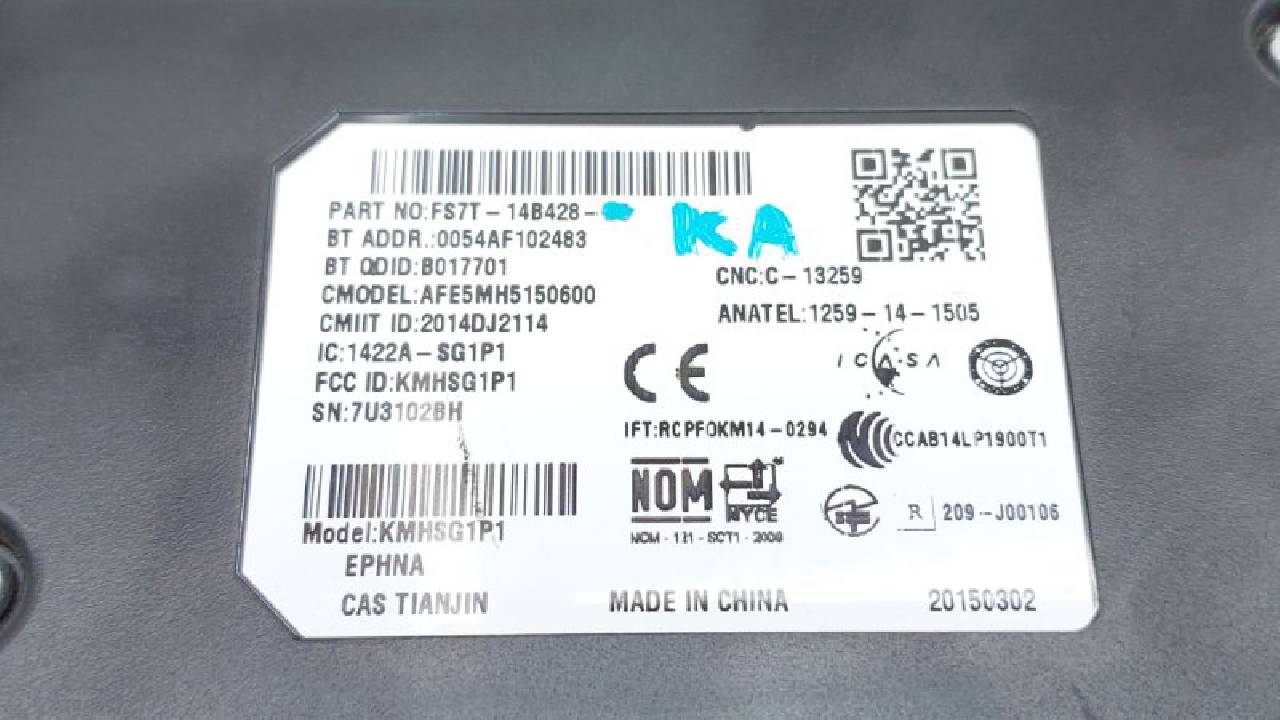 PART NO:FS7T-14B428-
KA
BT ADDR.:0054AF102483
BT QDID:B017701
CNC:C-13259
CMODEL:AFE5MH5150600
ANATEL:1259-14-1505
CMIIT ID:2014DJ2114
IC:1422A-SG1P1
CE
ICASA
FCC ID:KMHSG1P1
SN:7U3102BH
IFT:RCPFOKM14-0294
CCAB14LP1900T1
NOM
NYCE
R 209-J00106
Model:KMHSG1P1
NOM-121-SCT1-2009
EPHNA
CAS TIANJIN
MADE IN CHINA
20150302